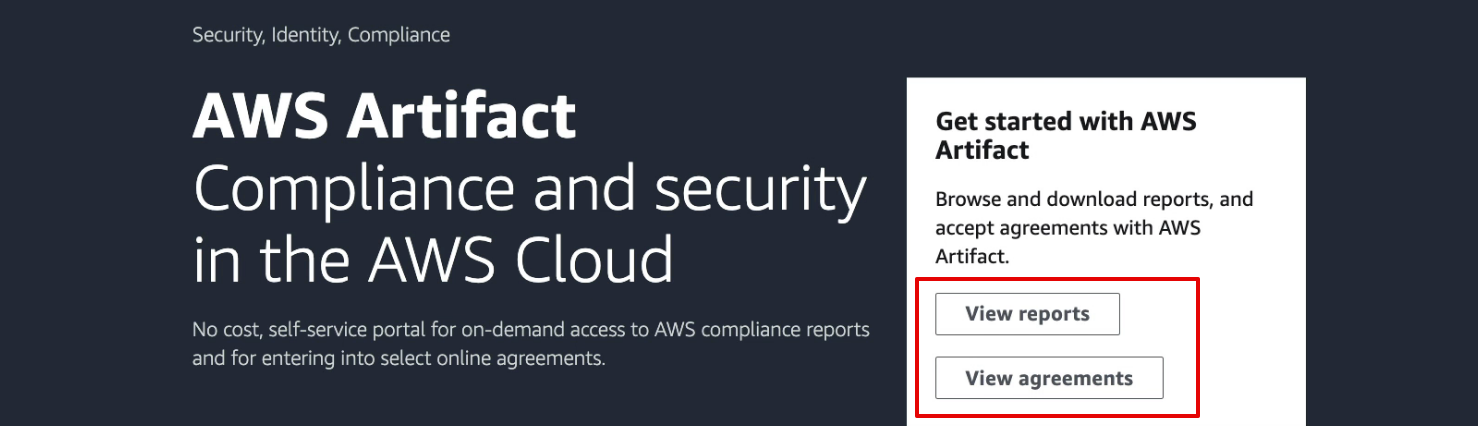 Security, Identity, Compliance
AWS Artifact
Compliance and security
in the AWS Cloud
No cost, self-service portal for on-demand access to AWS compliance reports
and for entering into select online agreements.
Get started with AWS
Artifact
Browse and download reports, and
accept agreements with AWS
Artifact.
View reports
View agreements